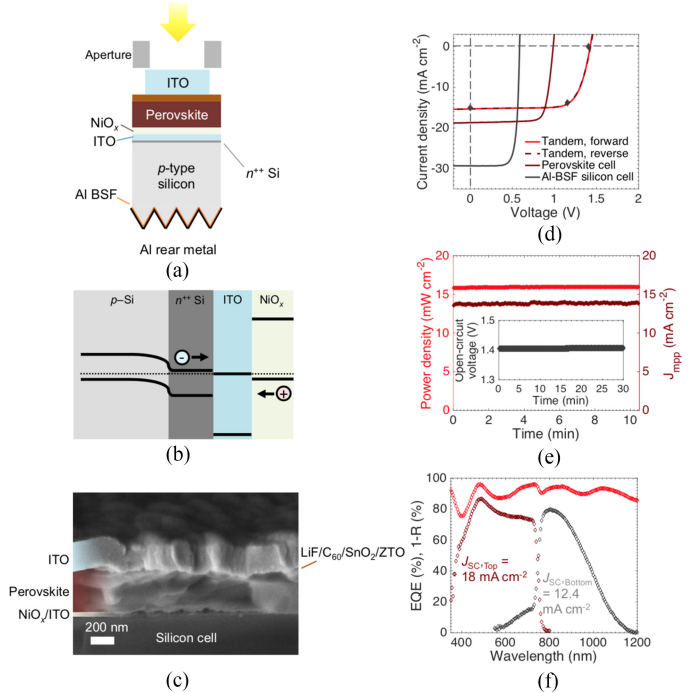 Aperture
ITO
Perovskite
NiOx
ITO
p-type
silicon
n++ Si
Al BSF
Al rear metal
(a)
p–Si
n++ Si
ITO
NiOx
-
+
(b)
ITO
Perovskite
NiOx/ITO
200 nm
Silicon cell
LiF/C60/SnO2/ZTO
(c)
Current density (mA cm-2)
0
-10
-20
-30
Tandem, forward
Tandem, reverse
Perovskite cell
Al-BSF silicon cell
0 0.5 1 1.5 2
Voltage (V)
(d)
Power density (mW cm-2)
20
15
10
5
0
Open-circuit
voltage (V)
1.5
1.4
1.3
0 5 10 15 20 25 30
Time (min)
20
15
10
5
0
Jmpp (mA cm-2)
0 2 4 6 8 10
Time (min)
(e)
EQE (%), 1-R (%)
100
80
60
40
20
0
JSC,Top =
18 mA cm-2
JSC,Bottom
= 12.4
mA cm-2
400 600 800 1000 1200
Wavelength (nm)
(f)